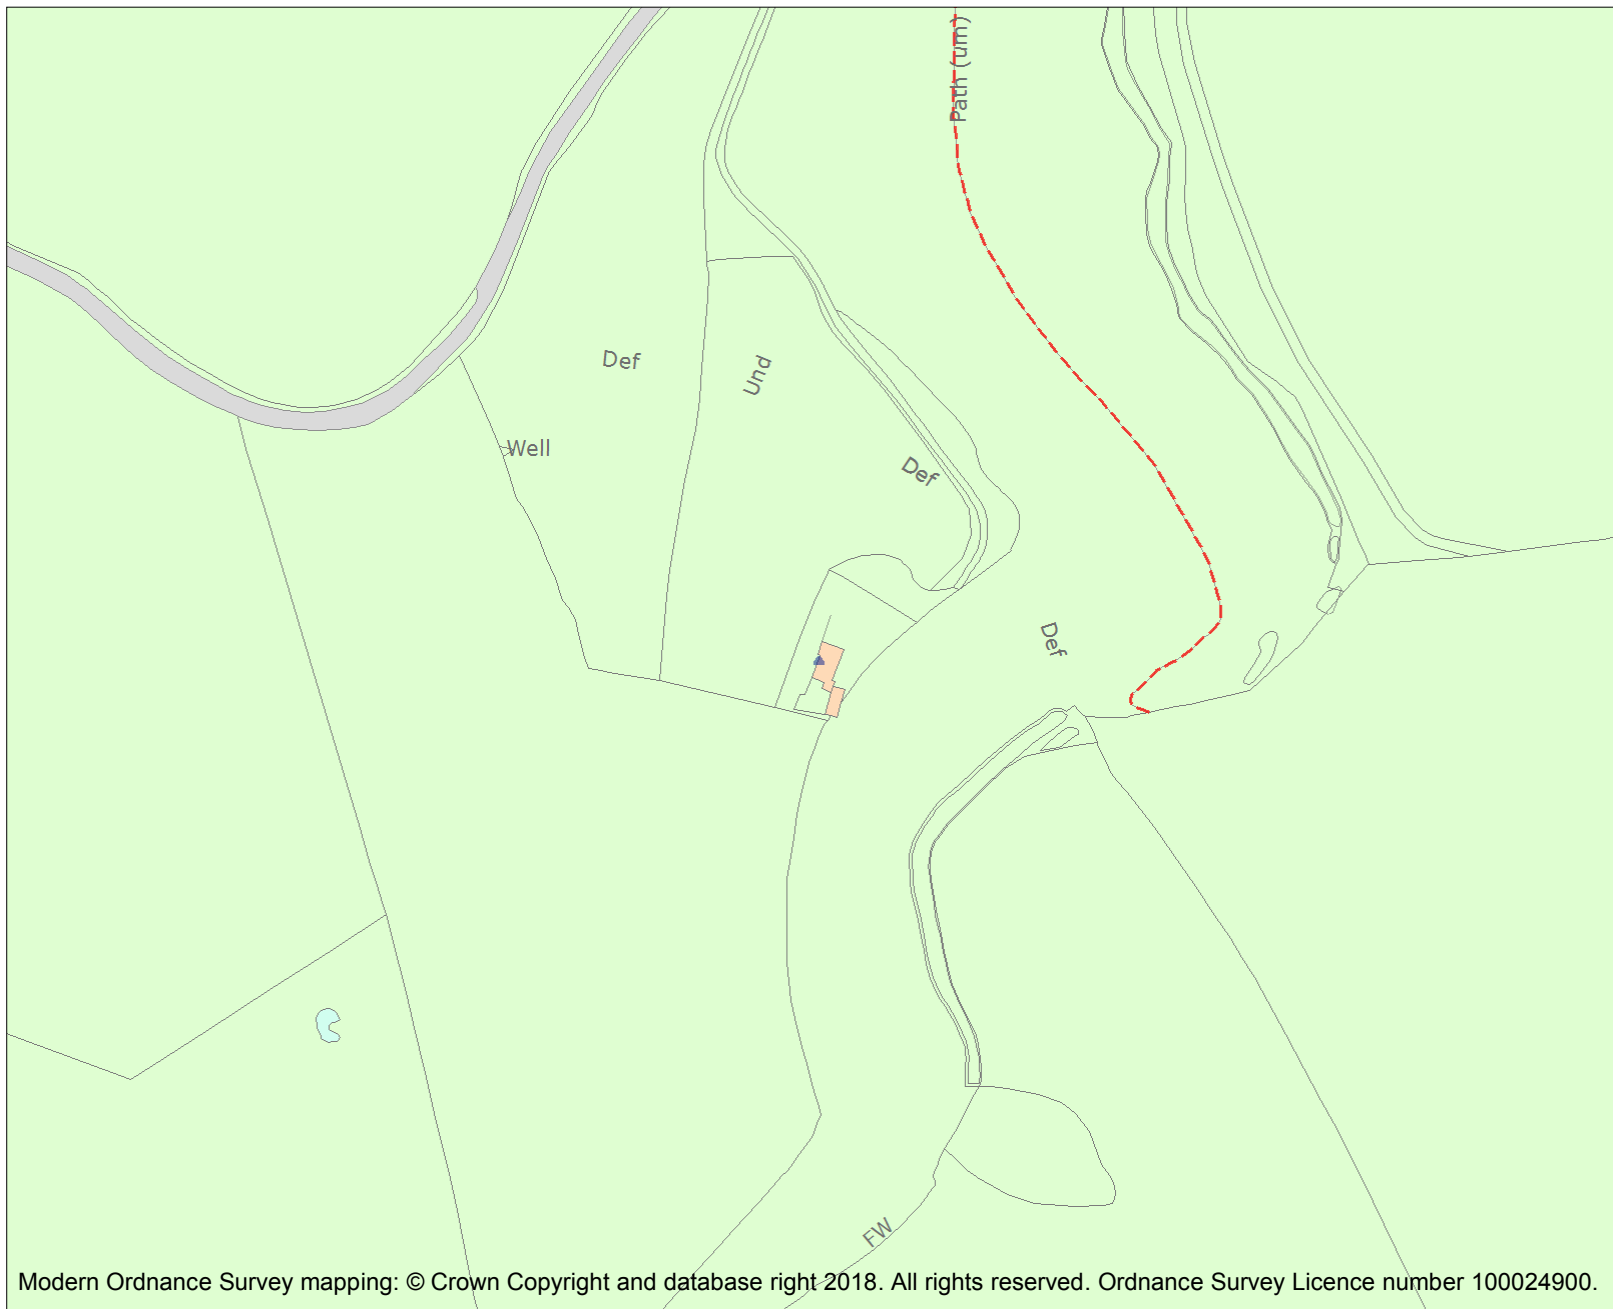 Path (um)
Def
Und
Well
Def
Def
FW
Modern Ordnance Survey mapping: © Crown Copyright and database right 2018. All rights reserved. Ordnance Survey Licence number 100024900.